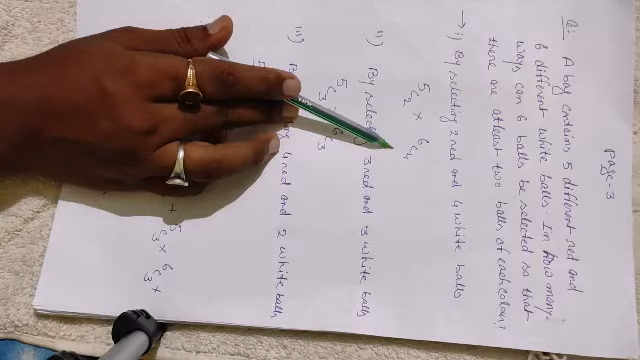 Page-3
Q: A bag contains 5 different red and
6 different white balls. In how many
ways can 6 balls be selected so that
there are atleast two balls of each colour?
→ i) By selecting 2 red and 4 white balls
5c2 × 6c4
ii) By 3 red and 3 white balls
5c3 6c3
iii) 4 red and 2 white balls
5
+ 5c3 × 6c3 +